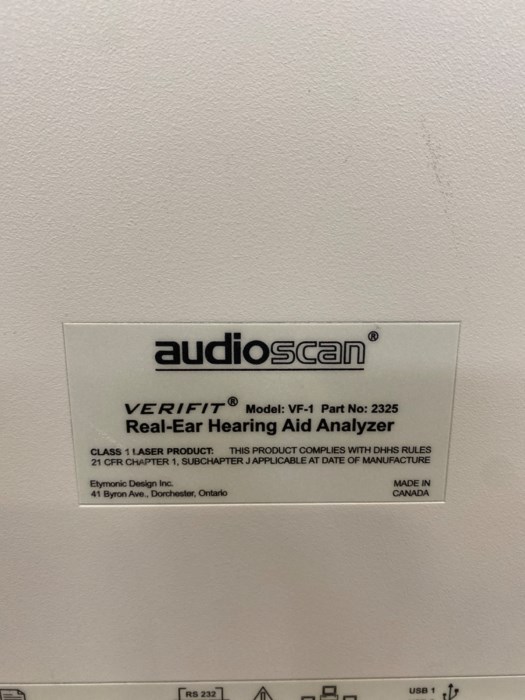 audioscan®
VERIFIT® Model: VF-1 Part No: 2325
Real-Ear Hearing Aid Analyzer
CLASS 1 LASER PRODUCT: THIS PRODUCT COMPLIES WITH DHHS RULES
21 CFR CHAPTER 1, SUBCHAPTER J APPLICABLE AT DATE OF MANUFACTURE
Etymonic Design Inc.
41 Byron Ave., Dorchester, Ontario
MADE IN
CANADA
RS 232
USB 1